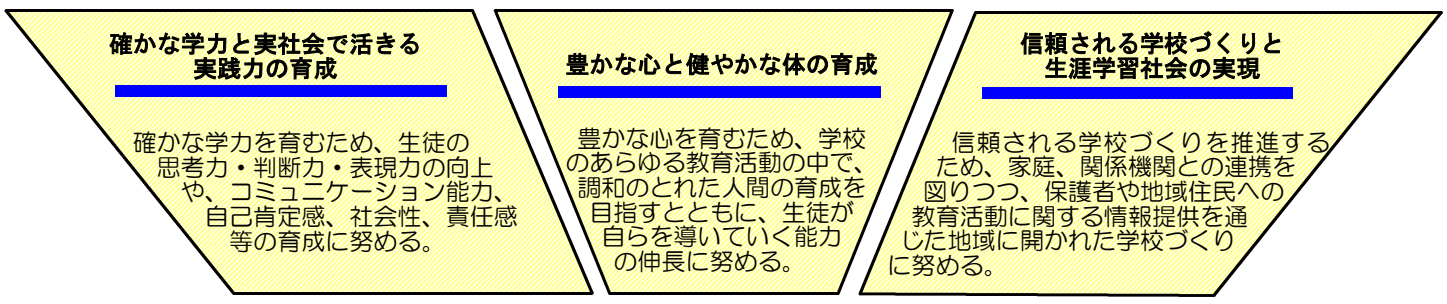 確かな学力と実社会で活きる
実践力の育成
確かな学力を育むため、生徒の
思考力・判断力・表現力の向上
や、コミュニケーション能力、
自己肯定感、社会性、責任感
等の育成に努める。
豊かな心と健やかな体の育成
豊かな心を育むため、学校
のあらゆる教育活動の中で、
調和のとれた人間の育成を
目指すとともに、生徒が
自らを導いていく能力
の伸長に努める。
信頼される学校づくりと
生涯学習社会の実現
信頼される学校づくりを推進する
ため、家庭、関係機関との連携を
図りつつ、保護者や地域住民への
教育活動に関する情報提供を通
じた地域に開かれた学校づくり
に努める。